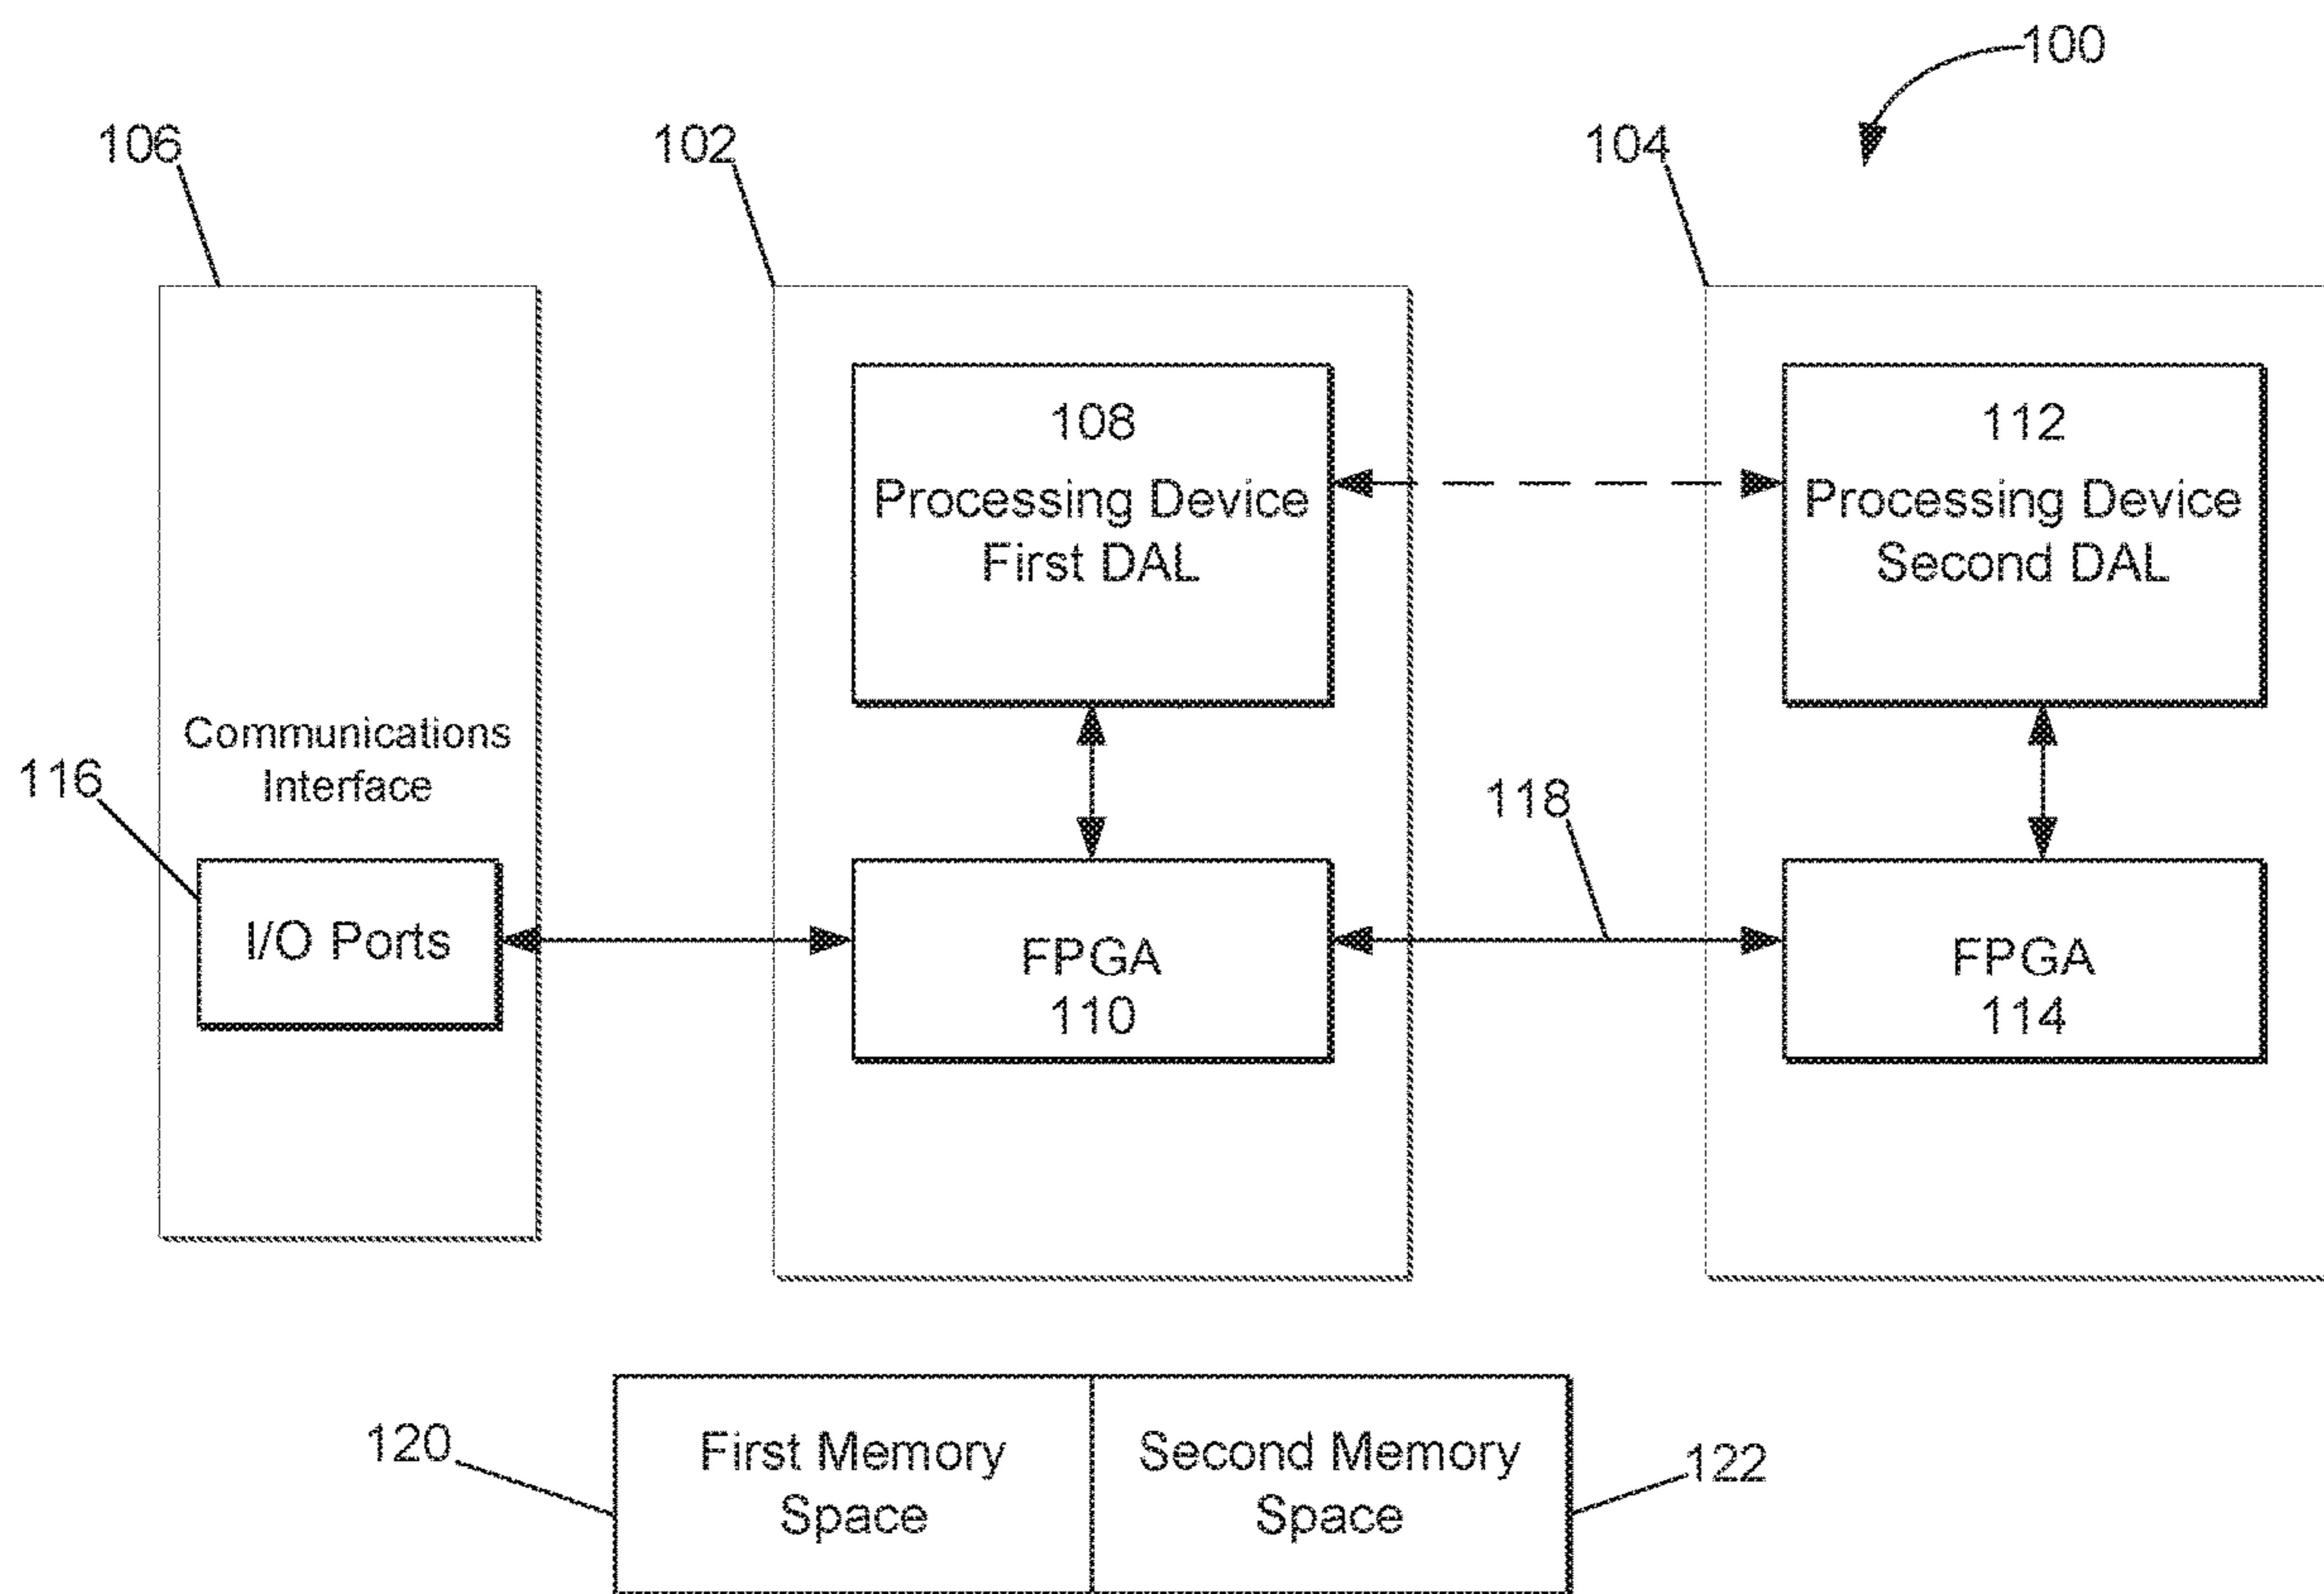 100
106
102
104
108
Processing Device
First DAL
112
Processing Device
Second DAL
Communications
Interface
116
118
I/O Ports
FPGA
110
FPGA
114
120
First Memory
Space
Second Memory
Space
122